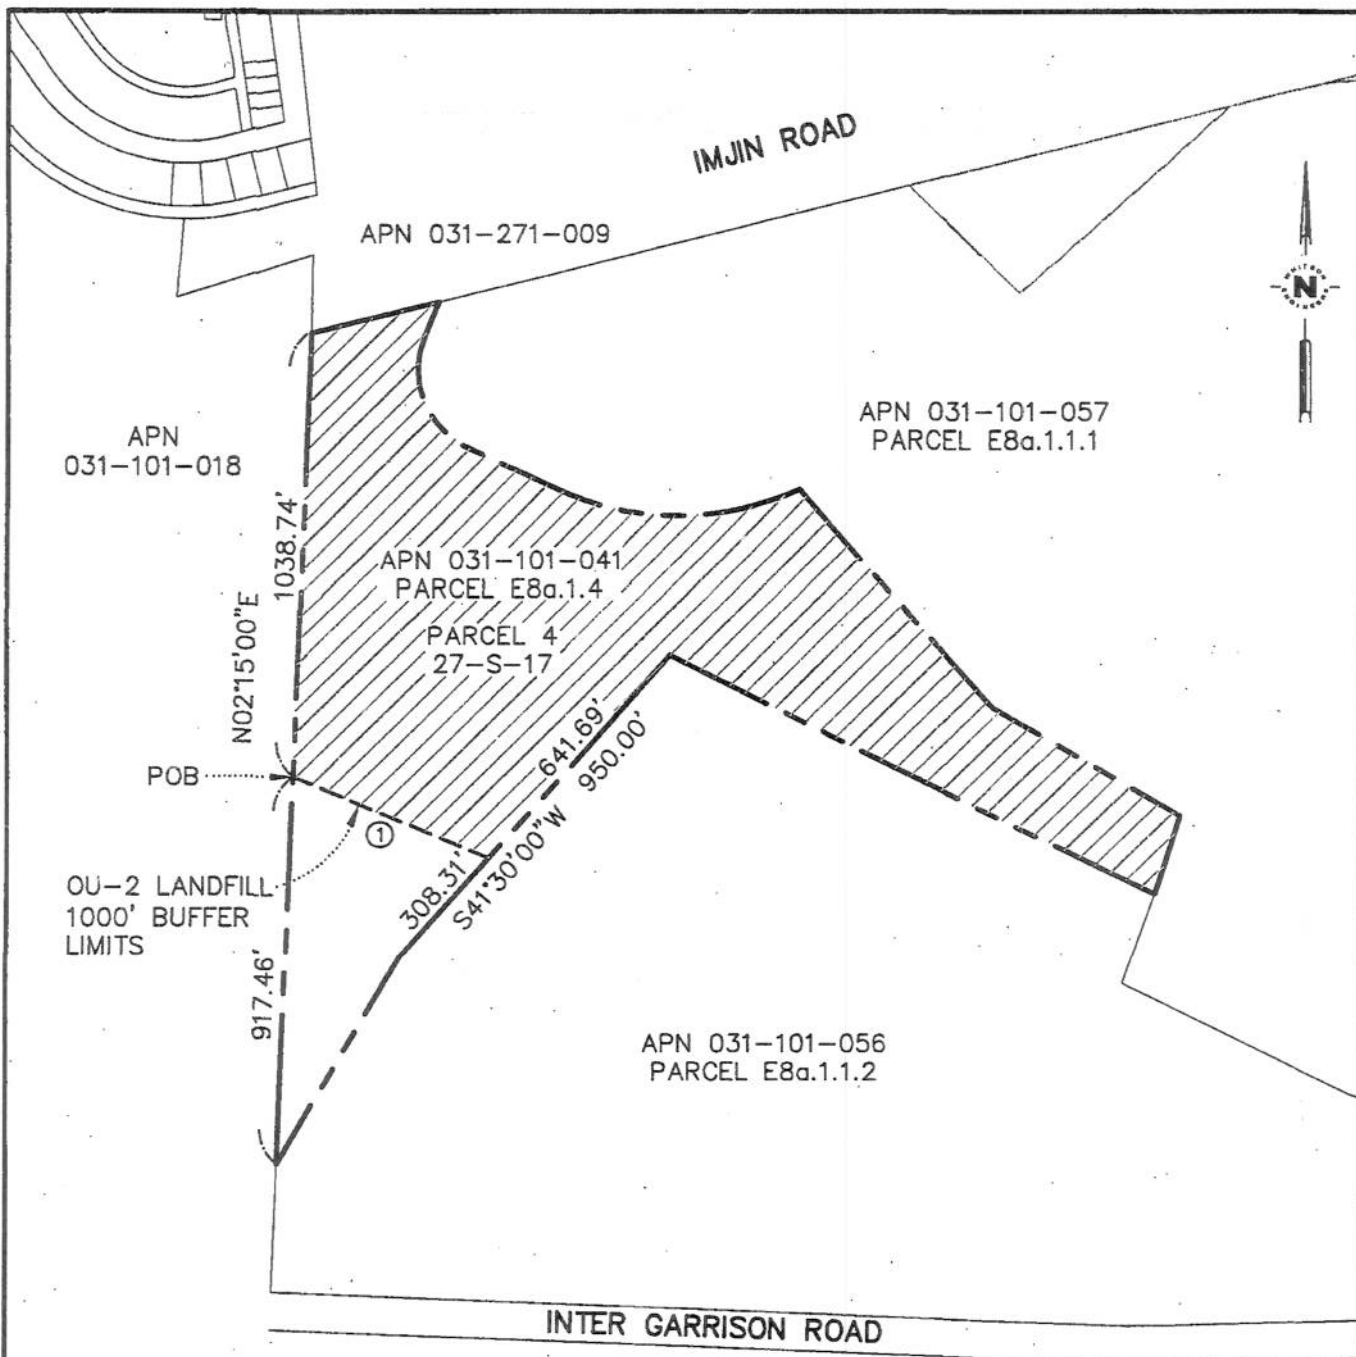 IMJIN ROAD
APN 031-271-009
WHITSON
N
ENGINEERS
APN 031-101-057
PARCEL E8a.1.1.1
APN
031-101-018
1038.74'
N02°15'00"E
APN 031-101-041
PARCEL E8a.1.4
PARCEL 4
27-S-17
641.69'
950.00'
S41°30'00"W
308.31'
POB
1
OU-2 LANDFILL
1000' BUFFER
LIMITS
917.46'
APN 031-101-056
PARCEL E8a.1.1.2
INTER GARRISON ROAD